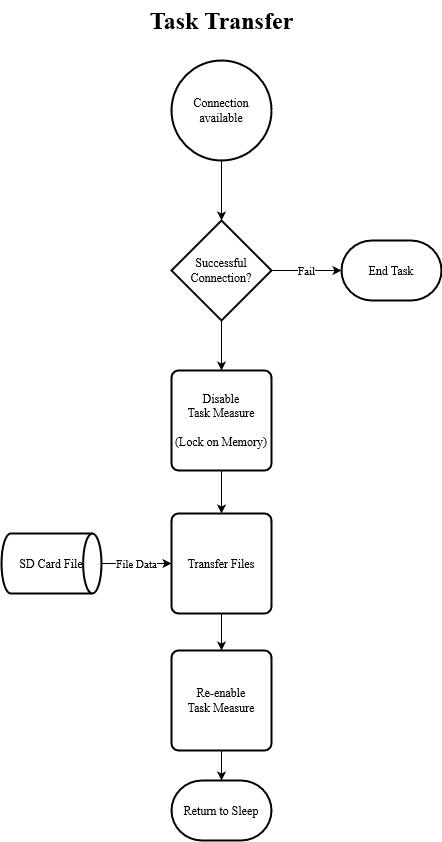 Task Transfer
Connection
available
Successful
Connection?
Fail
End Task
Disable
Task Measure
(Lock on Memory)
SD Card File
File Data
Transfer Files
Re-enable
Task Measure
Return to Sleep